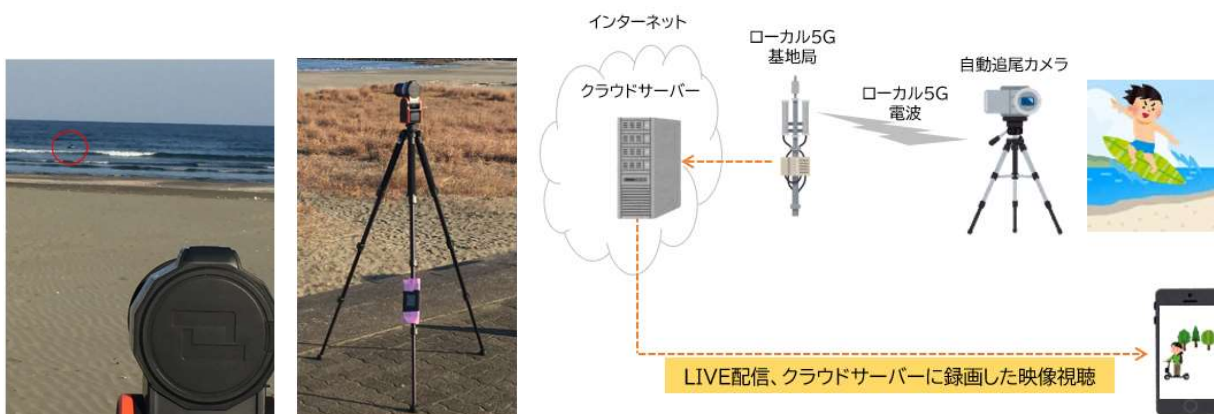 インターネット
クラウドサーバー
ローカル5G
基地局
ローカル5G
電波
自動追尾カメラ
LIVE配信、クラウドサーバーに録画した映像視聴